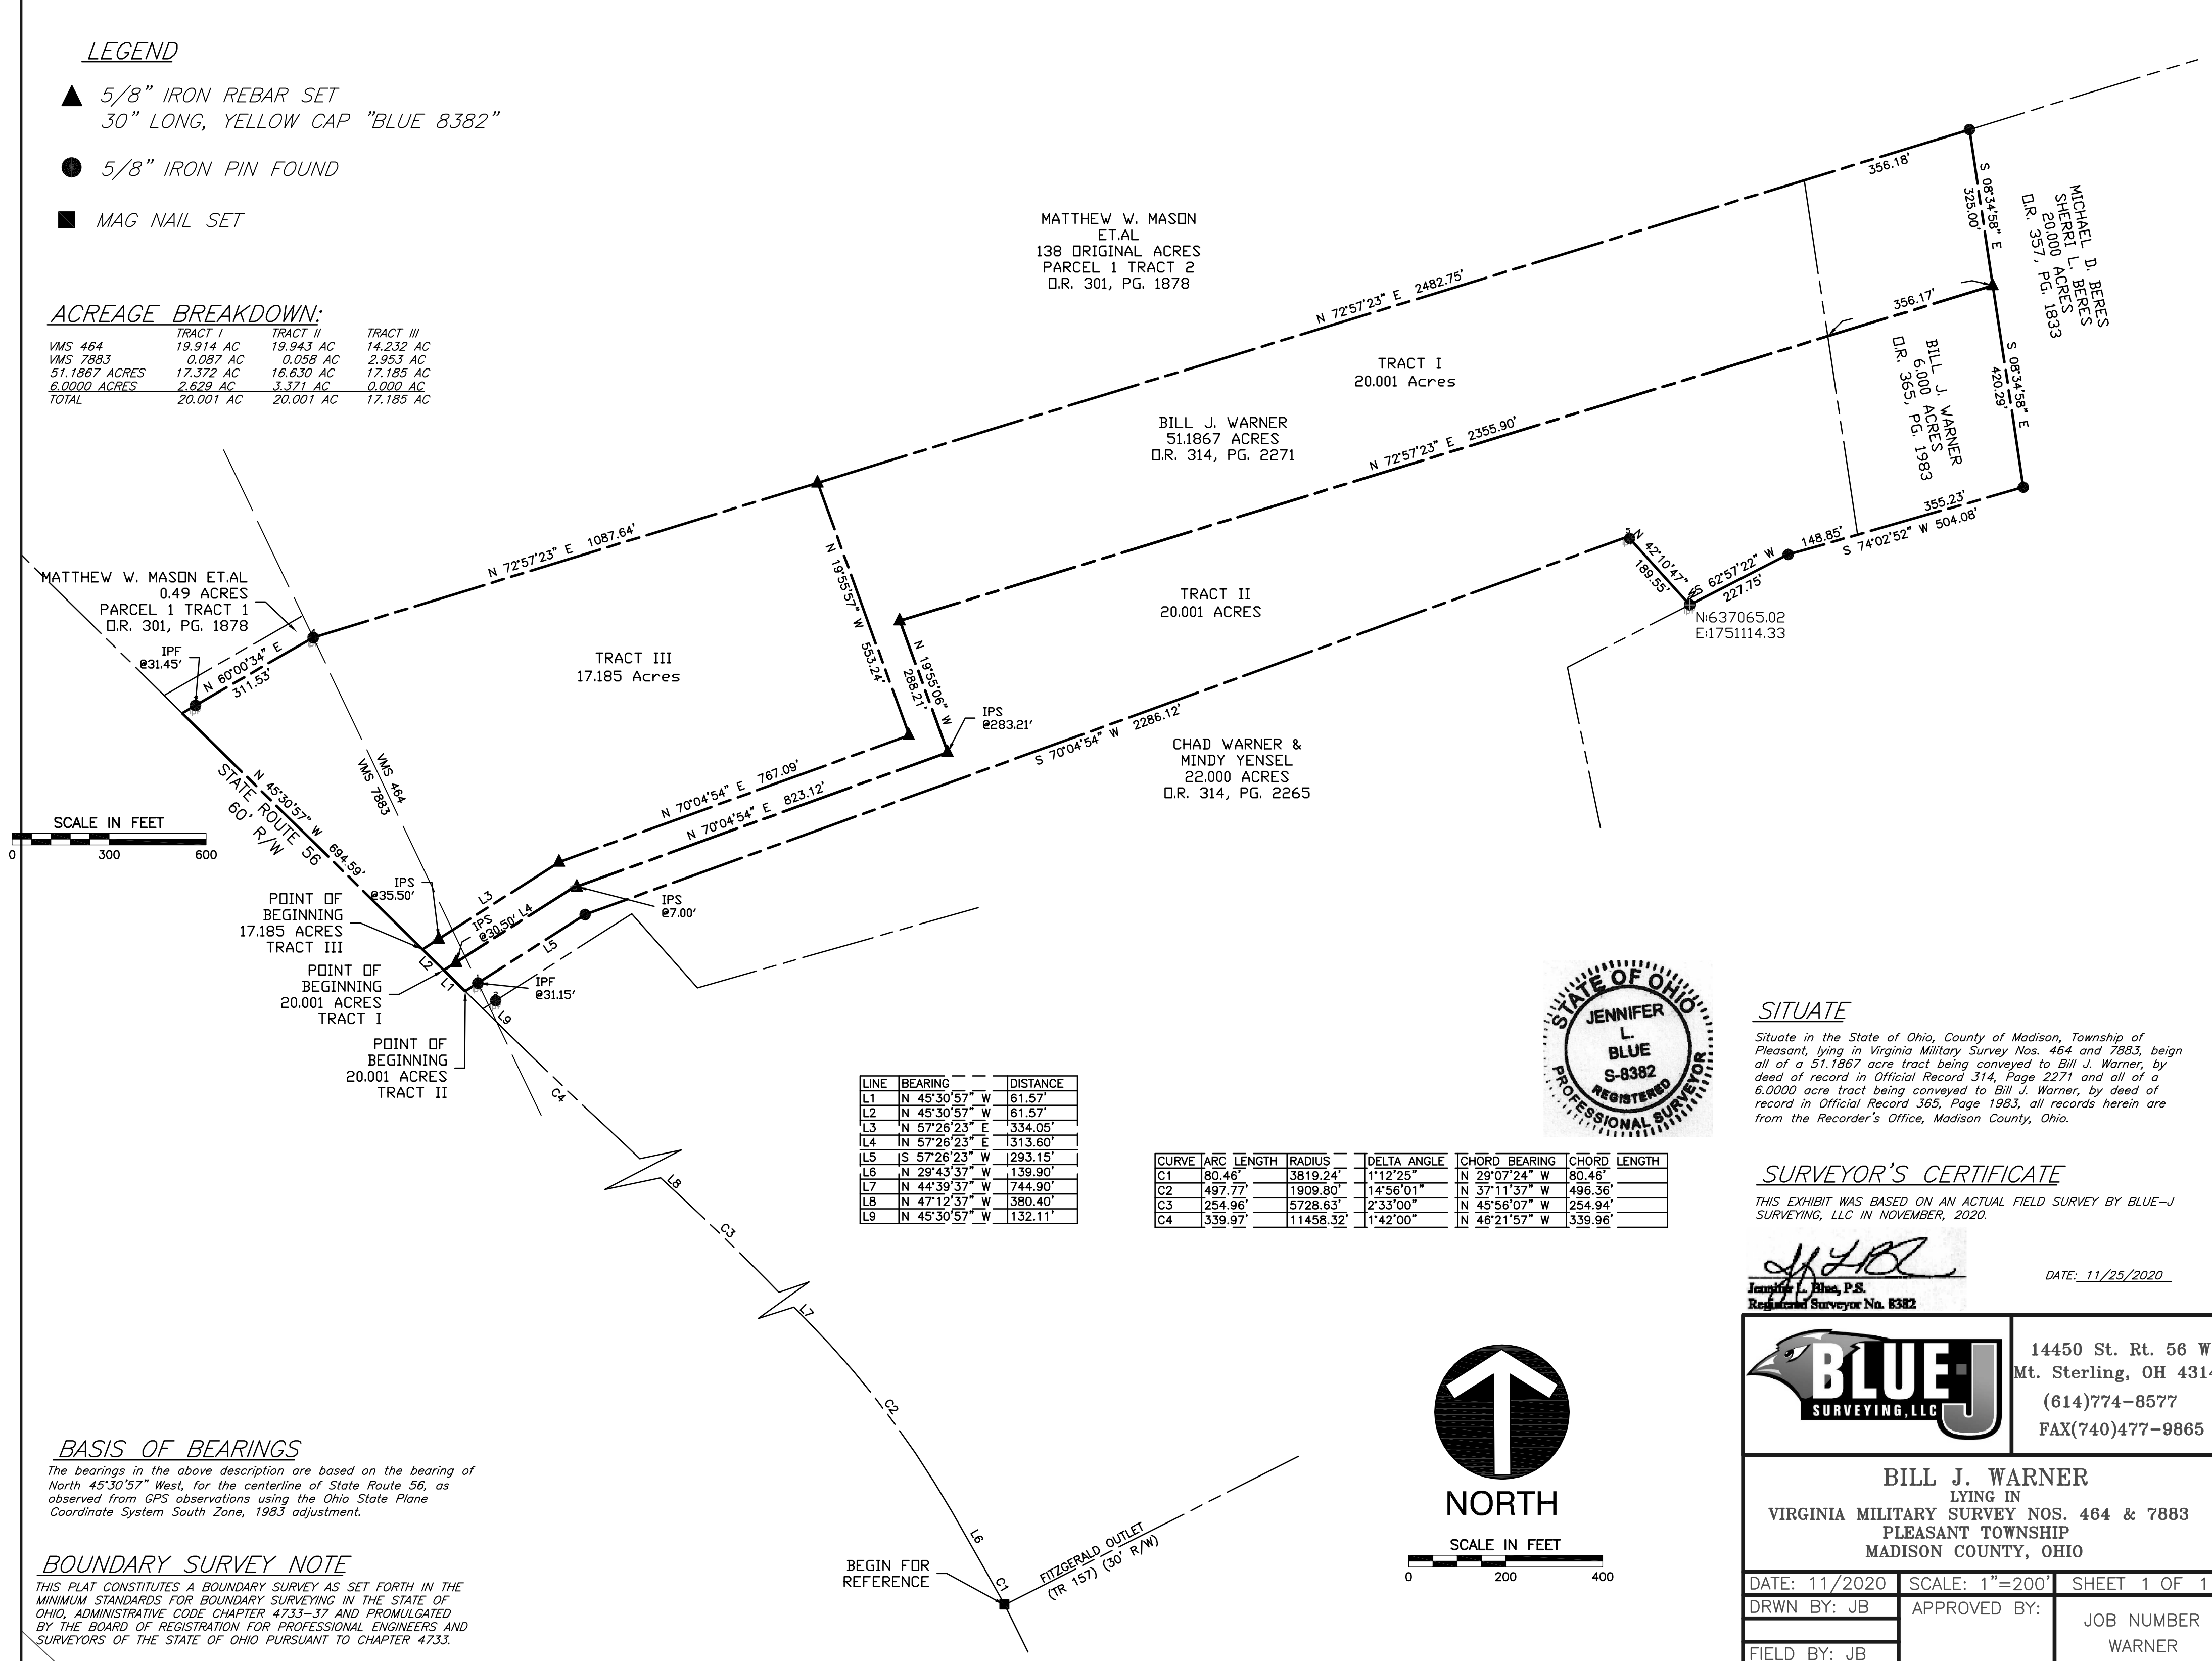 LEGEND
5/8" IRON REBAR SET
30" LONG, YELLOW CAP "BLUE 8382"
5/8" IRON PIN FOUND
MAG NAIL SET
ACREAGE BREAKDOWN:
TRACT I TRACT II TRACT III
VMS 464 19.914 AC 19.943 AC 14.232 AC
VMS 7883 0.087 AC 0.058 AC 2.953 AC
51.1867 ACRES 17.372 AC 16.630 AC 17.185 AC
6.0000 ACRES 2.629 AC 3.371 AC 0.000 AC
TOTAL 20.001 AC 20.001 AC 17.185 AC
MATTHEW W. MASON
ET.AL
138 ORIGINAL ACRES
PARCEL 1 TRACT 2
O.R. 301, PG. 1878
356.18'
S 08°34'58" E
325.00'
MICHAEL D. BERES
SHERRI L. BERES
20.000 ACRES
O.R. 357, PG. 1833
N 72°57'23" E 2482.75'
356.17'
TRACT I
20.001 Acres
BILL J. WARNER
6.000 ACRES
O.R. 365, PG. 1983
S 08°34'58" E
420.29'
BILL J. WARNER
51.1867 ACRES
O.R. 314, PG. 2271
N 72°57'23" E 2355.90'
355.23'
148.85'
S 74°02'52" W 504.08'
N 72°57'23" E 1087.64'
N 19°55'57" W 553.24'
N 42°10'47" W
189.55'
S 62°57'22" W
227.75'
N:637065.02
E:1751114.33
MATTHEW W. MASON ET.AL
0.49 ACRES
PARCEL 1 TRACT 1
O.R. 301, PG. 1878
IPF
@31.45'
N 60°00'34" E
311.53'
TRACT II
20.001 ACRES
TRACT III
17.185 Acres
N 19°55'06" W
288.21'
IPS
@283.21'
S 70°04'54" W 2286.12'
CHAD WARNER &
MINDY YENSEL
22.000 ACRES
O.R. 314, PG. 2265
VMS 464
VMS 7883
N 45°30'57" W 694.59'
STATE ROUTE 56
60' R/W
SCALE IN FEET
0 300 600
N 70°04'54" E 767.09'
N 70°04'54" E 823.12'
IPS
@35.50'
L3
IPS
@30.50'
L4
IPS
@7.00'
L5
POINT OF
BEGINNING
17.185 ACRES
TRACT III
L2
L1
POINT OF
BEGINNING
20.001 ACRES
TRACT I
IPF
@31.15'
L9
POINT OF
BEGINNING
20.001 ACRES
TRACT II
C4
L8
C3
L7
C2
L6
C1
BEGIN FOR
REFERENCE
FITZGERALD OUTLET
(TR 157) (30' R/W)
LINE BEARING DISTANCE
L1 N 45°30'57" W 61.57'
L2 N 45°30'57" W 61.57'
L3 N 57°26'23" E 334.05'
L4 N 57°26'23" E 313.60'
L5 S 57°26'23" W 293.15'
L6 N 29°43'37" W 139.90'
L7 N 44°39'37" W 744.90'
L8 N 47°12'37" W 380.40'
L9 N 45°30'57" W 132.11'
CURVE ARC LENGTH RADIUS DELTA ANGLE CHORD BEARING CHORD LENGTH
C1 80.46' 3819.24' 1°12'25" N 29°07'24" W 80.46'
C2 497.77' 1909.80' 14°56'01" N 37°11'37" W 496.36'
C3 254.96' 5728.63' 2°33'00" N 45°56'07" W 254.94'
C4 339.97' 11458.32' 1°42'00" N 46°21'57" W 339.96'
STATE OF OHIO
JENNIFER
L.
BLUE
S-8382
REGISTERED
PROFESSIONAL SURVEYOR
SITUATE
Situate in the State of Ohio, County of Madison, Township of
Pleasant, lying in Virginia Military Survey Nos. 464 and 7883, beign
all of a 51.1867 acre tract being conveyed to Bill J. Warner, by
deed of record in Official Record 314, Page 2271 and all of a
6.0000 acre tract being conveyed to Bill J. Warner, by deed of
record in Official Record 365, Page 1983, all records herein are
from the Recorder's Office, Madison County, Ohio.
SURVEYOR'S CERTIFICATE
THIS EXHIBIT WAS BASED ON AN ACTUAL FIELD SURVEY BY BLUE-J
SURVEYING, LLC IN NOVEMBER, 2020.
DATE: 11/25/2020
Jennifer L. Blue, P.S.
Registered Surveyor No. 8382
BLUE-J
SURVEYING, LLC
14450 St. Rt. 56 W
Mt. Sterling, OH 4314
(614)774-8577
FAX(740)477-9865
BILL J. WARNER
LYING IN
VIRGINIA MILITARY SURVEY NOS. 464 & 7883
PLEASANT TOWNSHIP
MADISON COUNTY, OHIO
DATE: 11/2020 SCALE: 1"=200' SHEET 1 OF 1
DRWN BY: JB APPROVED BY: JOB NUMBER
WARNER
FIELD BY: JB
NORTH
SCALE IN FEET
0 200 400
BASIS OF BEARINGS
The bearings in the above description are based on the bearing of
North 45°30'57" West, for the centerline of State Route 56, as
observed from GPS observations using the Ohio State Plane
Coordinate System South Zone, 1983 adjustment.
BOUNDARY SURVEY NOTE
THIS PLAT CONSTITUTES A BOUNDARY SURVEY AS SET FORTH IN THE
MINIMUM STANDARDS FOR BOUNDARY SURVEYING IN THE STATE OF
OHIO, ADMINISTRATIVE CODE CHAPTER 4733-37 AND PROMULGATED
BY THE BOARD OF REGISTRATION FOR PROFESSIONAL ENGINEERS AND
SURVEYORS OF THE STATE OF OHIO PURSUANT TO CHAPTER 4733.